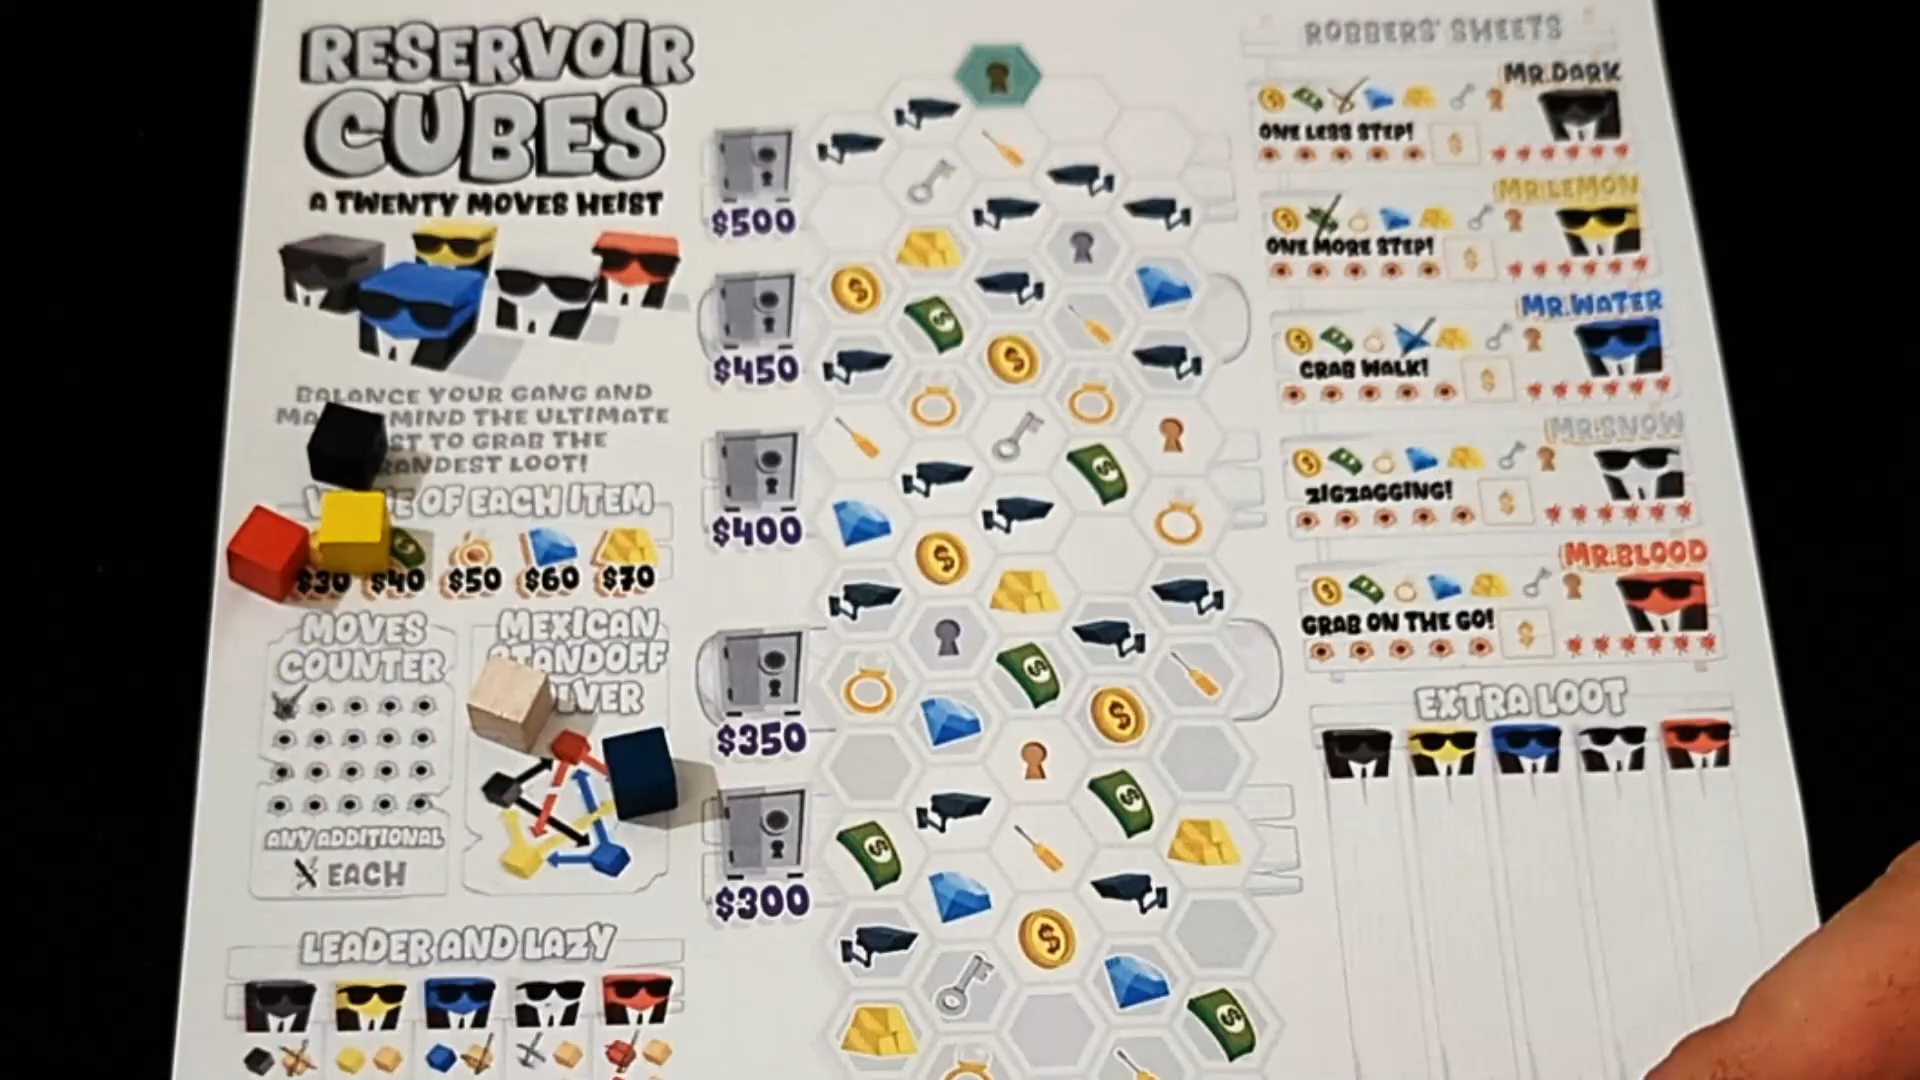 RESERVOIR
CUBES
A TWENTY MOVES HEIST
BALANCE YOUR GANG AND
MIND THE ULTIMATE
TO GRAB THE
LOOT!
OF EACH ITEM
$30 $40 $50 $60 $70
MOVES
COUNTER
ANY ADDITIONAL
EACH
MEXICAN
STANDOFF
LEADER AND LAZY
$500
$450
$400
$350
$300
ROBBERS' SHEETS
MR.DARK
ONE LESS STEP!
MR.LEMON
ONE MORE STEP!
MR.WATER
CRAB WALK!
MR.SNOW
ZIGZAGGING!
MR.BLOOD
GRAB ON THE GO!
EXTRA LOOT